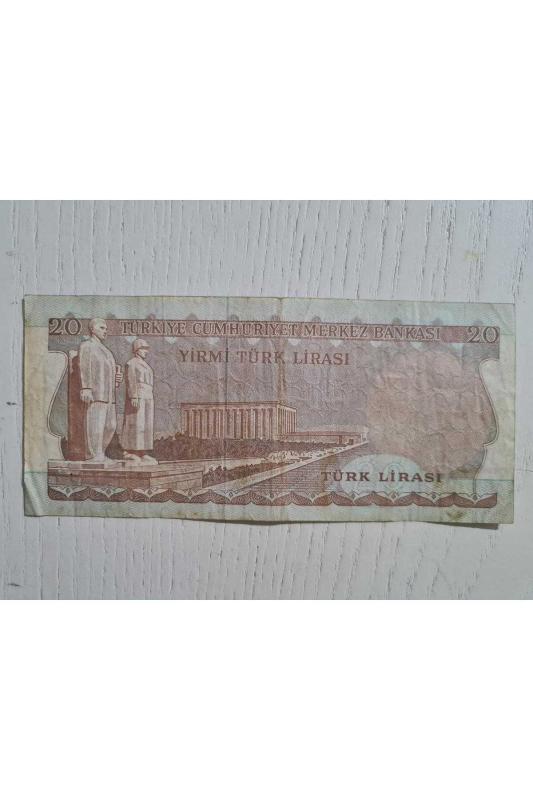 20 TÜRKİYE CUMHURİYET MERKEZ BANKASI 20
YİRMİ TÜRK LİRASI
TÜRK LİRASI